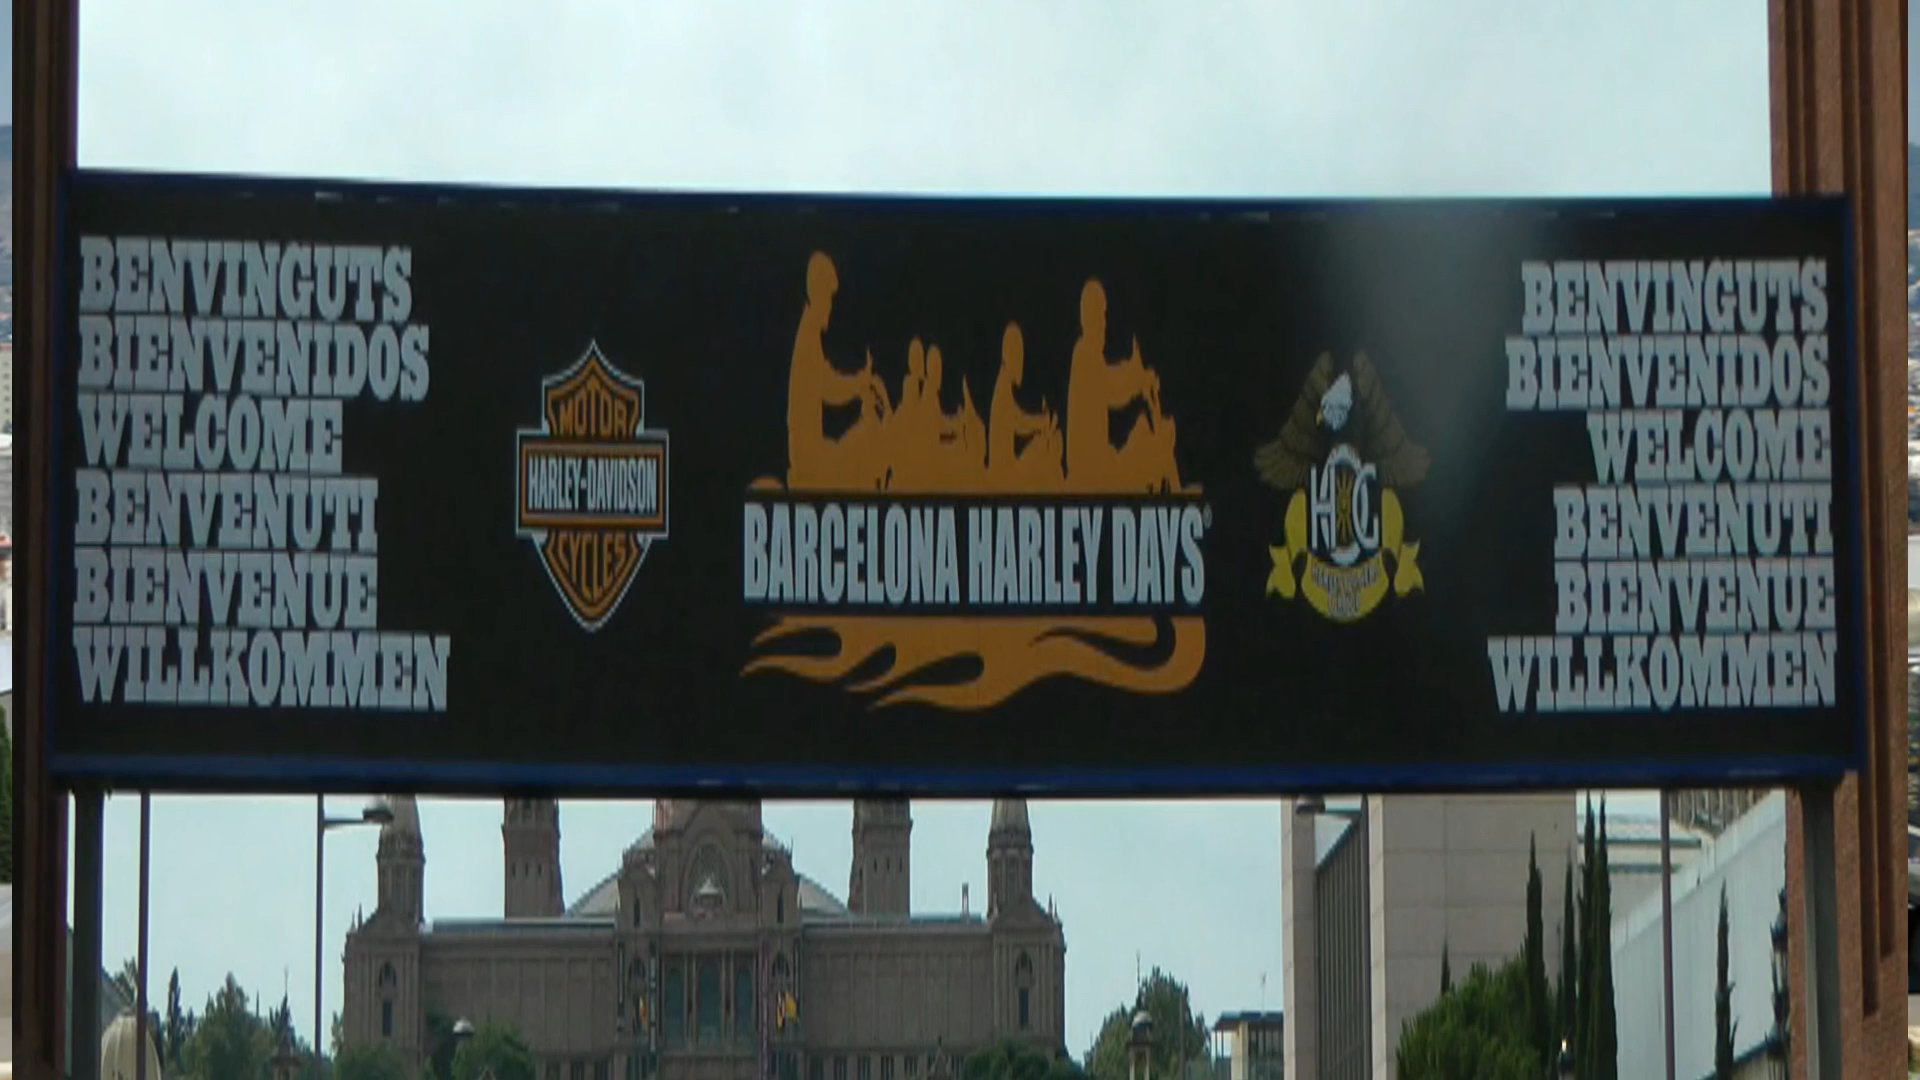 BENVINGUTS
BIENVENIDOS
WELCOME
BENVENUTI
BIENVENUE
WILLKOMMEN
MOTOR
HARLEY-DAVIDSON
CYCLES
BARCELONA HARLEY DAYS®
HOG
BENVINGUTS
BIENVENIDOS
WELCOME
BENVENUTI
BIENVENUE
WILLKOMMEN